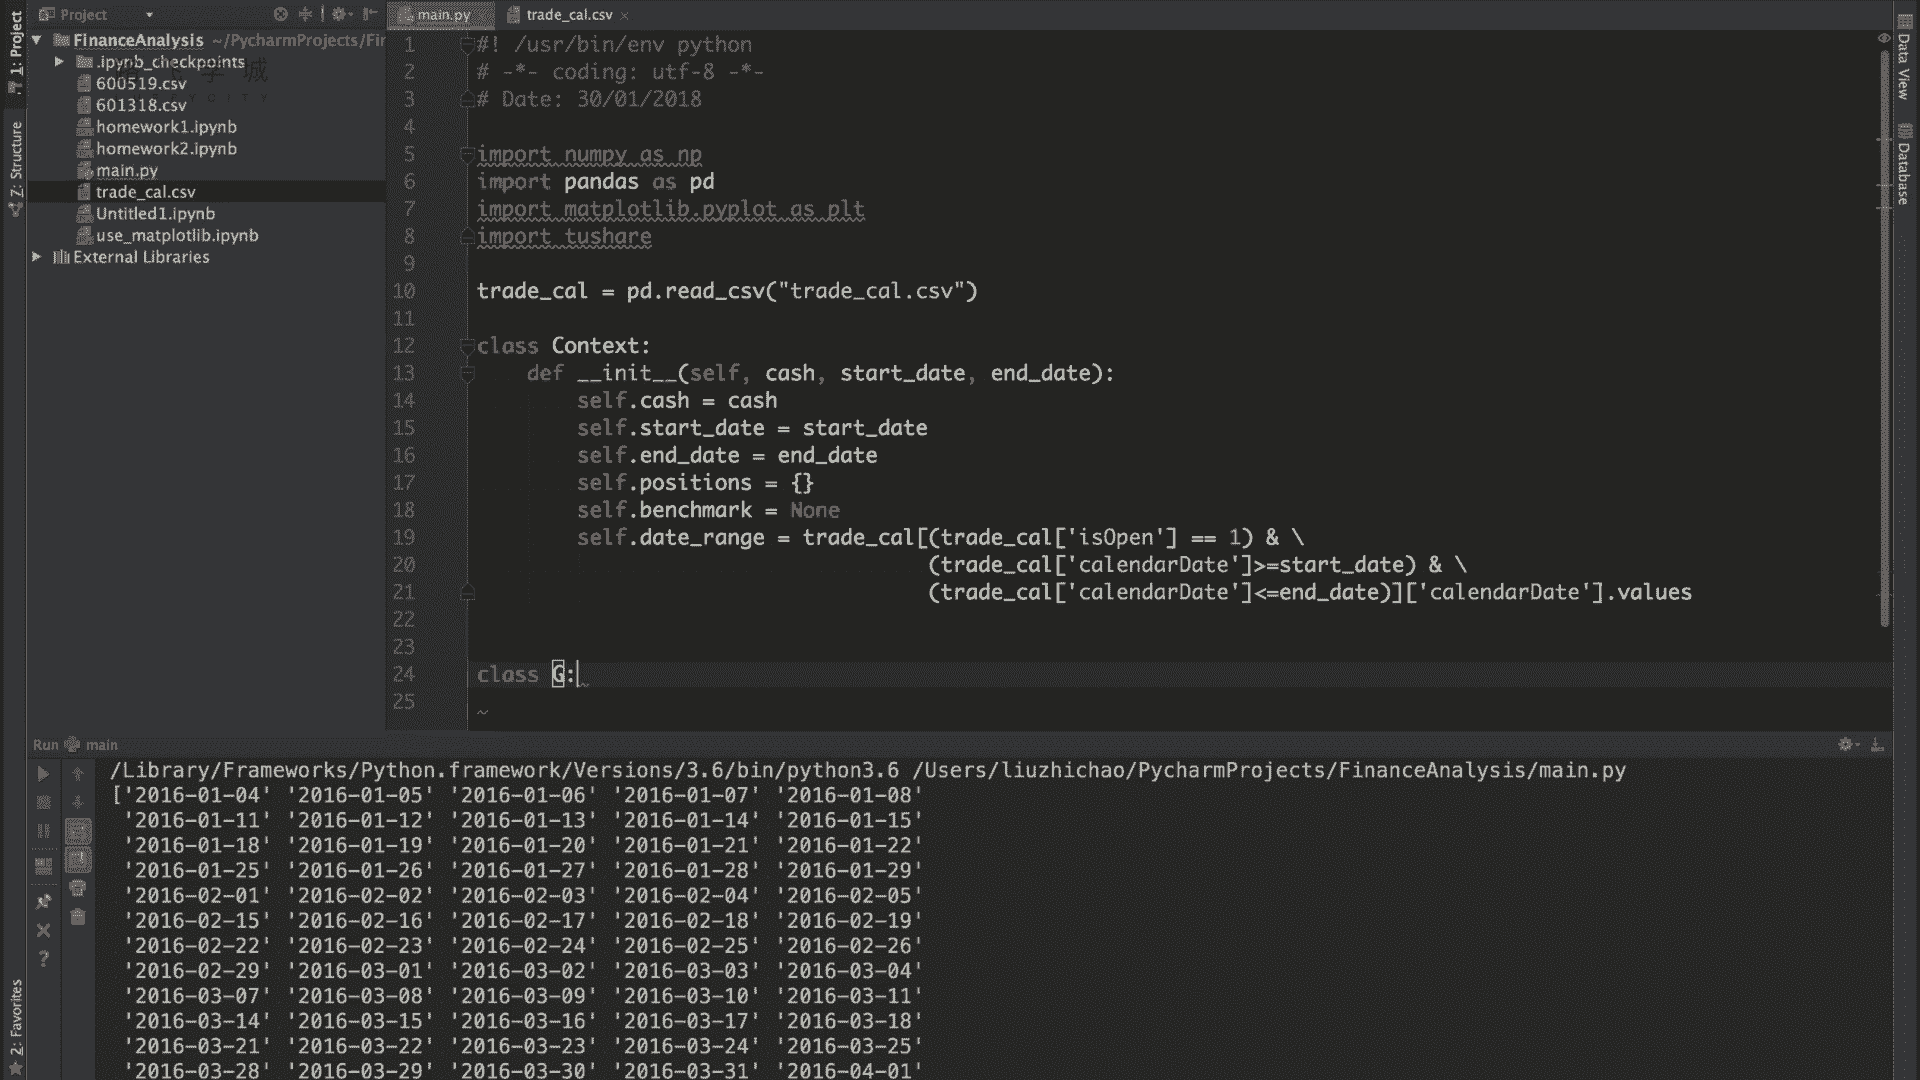 Project
main.py
trade_cal.csv
1: Project
Z: Structure
2: Favorites
Data View
Database
FinanceAnalysis ~/PycharmProjects/Fir
.ipynb_checkpoints
600519.csv
601318.csv
homework1.ipynb
homework2.ipynb
main.py
trade_cal.csv
Untitled1.ipynb
use_matplotlib.ipynb
External Libraries
1 #! /usr/bin/env python
2 # -*- coding: utf-8 -*-
3 # Date: 30/01/2018
4
5 import numpy as np
6 import pandas as pd
7 import matplotlib.pyplot as plt
8 import tushare
9
10 trade_cal = pd.read_csv("trade_cal.csv")
11
12 class Context:
13     def __init__(self, cash, start_date, end_date):
14         self.cash = cash
15         self.start_date = start_date
16         self.end_date = end_date
17         self.positions = {}
18         self.benchmark = None
19         self.date_range = trade_cal[(trade_cal['isOpen'] == 1) & \
20                                     (trade_cal['calendarDate']>=start_date) & \
21                                     (trade_cal['calendarDate']<=end_date)]['calendarDate'].values
22
23
24 class G:
25
Run main
/Library/Frameworks/Python.framework/Versions/3.6/bin/python3.6 /Users/liuzhichao/PycharmProjects/FinanceAnalysis/main.py
['2016-01-04' '2016-01-05' '2016-01-06' '2016-01-07' '2016-01-08'
'2016-01-11' '2016-01-12' '2016-01-13' '2016-01-14' '2016-01-15'
'2016-01-18' '2016-01-19' '2016-01-20' '2016-01-21' '2016-01-22'
'2016-01-25' '2016-01-26' '2016-01-27' '2016-01-28' '2016-01-29'
'2016-02-01' '2016-02-02' '2016-02-03' '2016-02-04' '2016-02-05'
'2016-02-15' '2016-02-16' '2016-02-17' '2016-02-18' '2016-02-19'
'2016-02-22' '2016-02-23' '2016-02-24' '2016-02-25' '2016-02-26'
'2016-02-29' '2016-03-01' '2016-03-02' '2016-03-03' '2016-03-04'
'2016-03-07' '2016-03-08' '2016-03-09' '2016-03-10' '2016-03-11'
'2016-03-14' '2016-03-15' '2016-03-16' '2016-03-17' '2016-03-18'
'2016-03-21' '2016-03-22' '2016-03-23' '2016-03-24' '2016-03-25'
'2016-03-28' '2016-03-29' '2016-03-30' '2016-03-31' '2016-04-01'